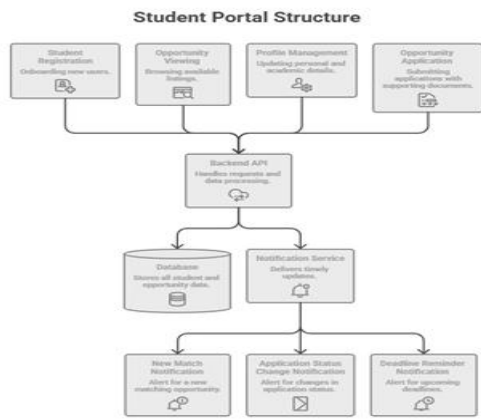 Student Portal Structure
Student
Registration
Onboarding new users.
Opportunity
Viewing
Browsing available
listings.
Profile Management
Updating personal and
academic details.
Opportunity
Application
Submitting
applications with
supporting documents.
Backend API
Handles requests and
data processing.
Database
Stores all student and
opportunity data.
Notification Service
Delivers timely
updates.
New Match
Notification
Alert for a new
matching opportunity.
Application Status
Change Notification
Alert for changes in
application status.
Deadline Reminder
Notification
Alert for upcoming
deadlines.